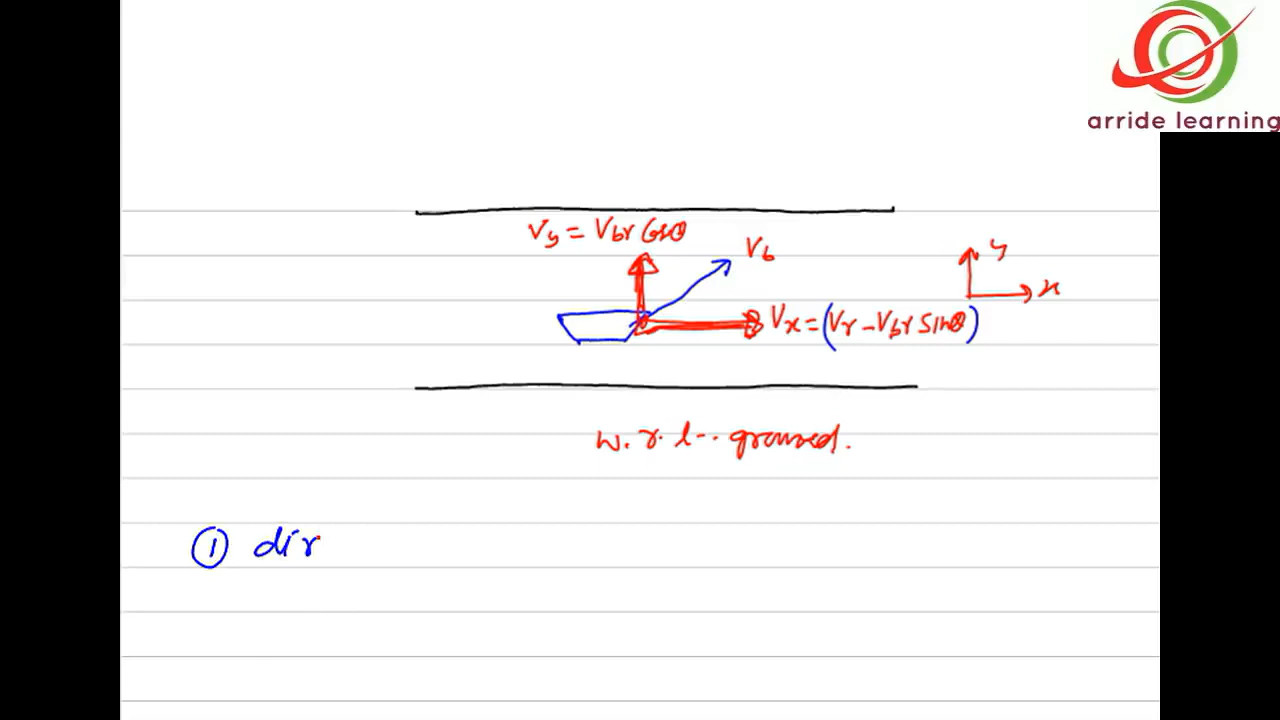 arride learning
Vy = Vbr Cosθ
Vb
y
Vx = (Vr - Vbr Sinθ)
x
w.r.t. ground.
① dir